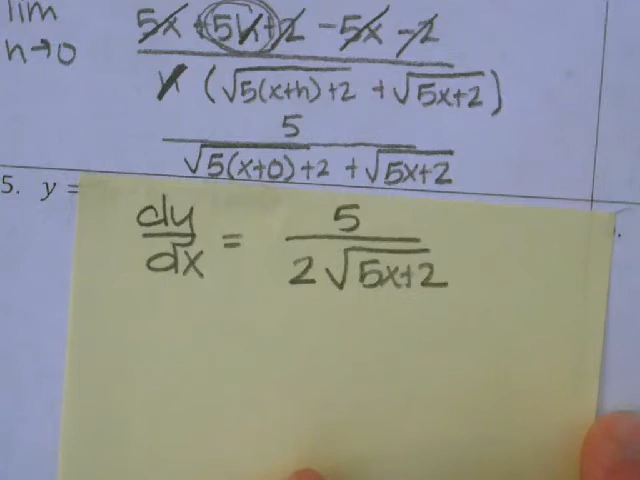 lim 5x + 5h + 2 - 5x - 2
h→0 h (√5(x+h)+2 + √5x+2)
5
√5(x+0)+2 + √5x+2
5. y =
dy/dx = 5
2√5x+2